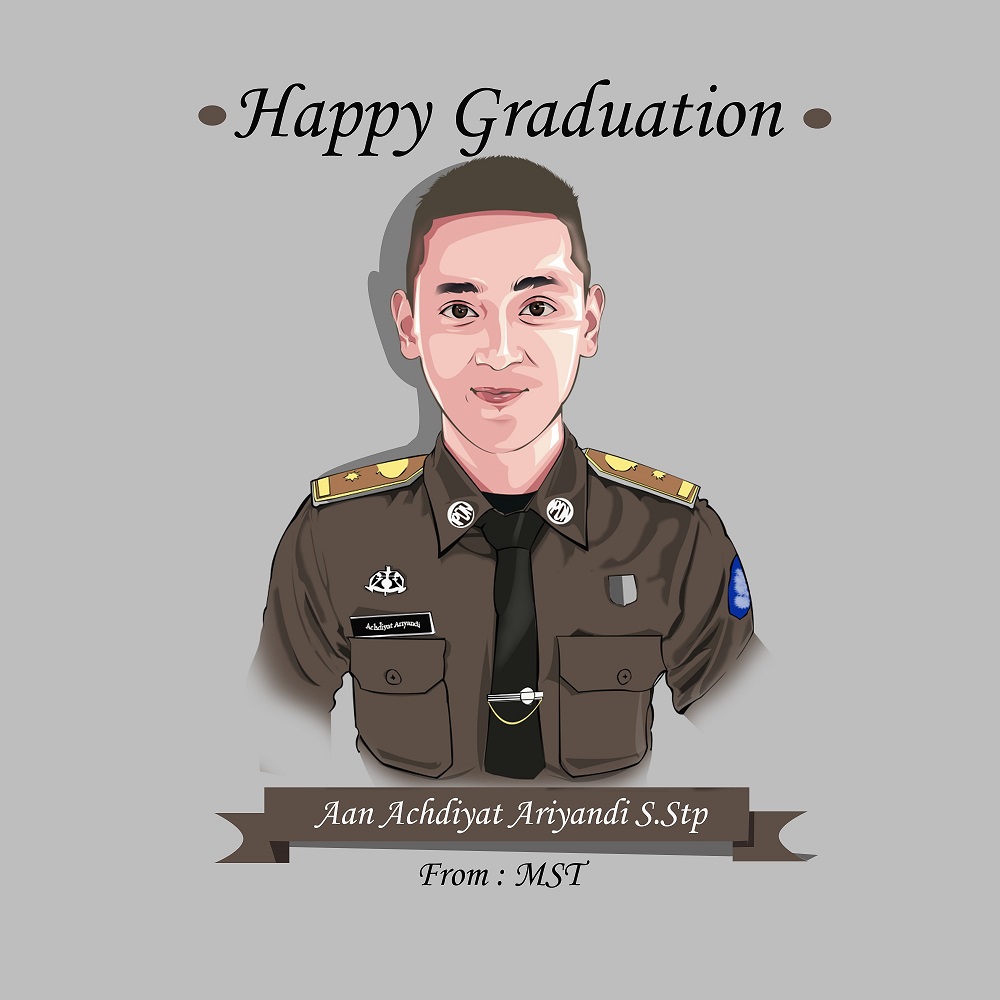 Happy Graduation
Achdiyat Ariyandi
Aan Achdiyat Ariyandi S.Stp
From : MST